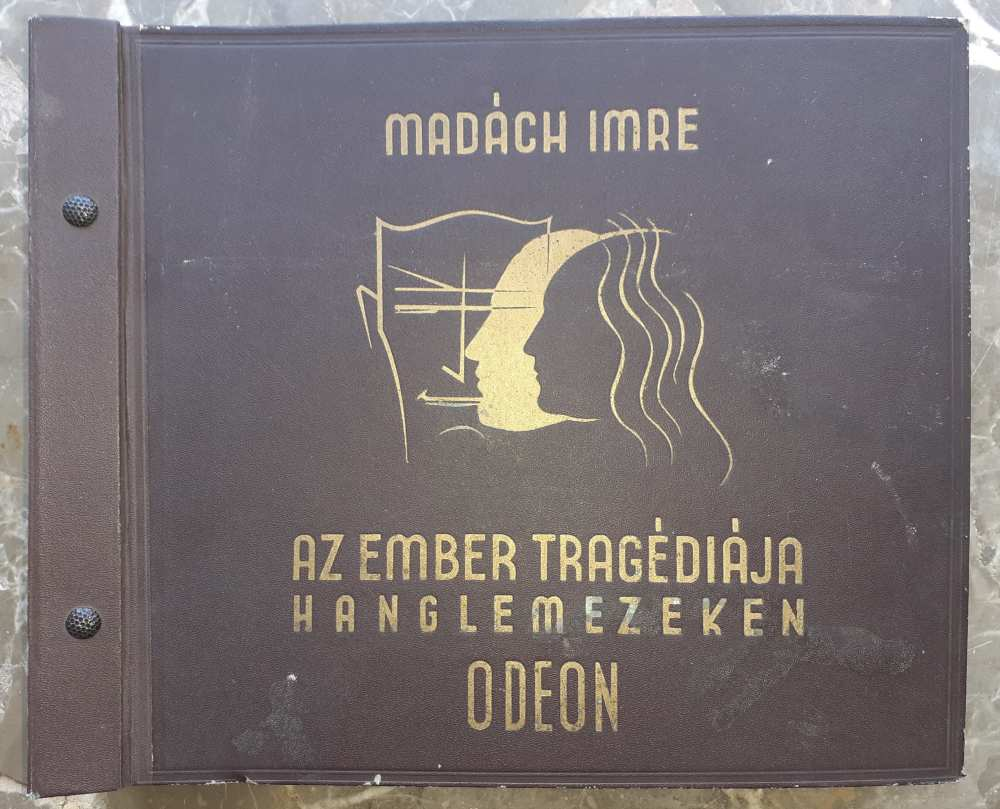 MADÁCH IMRE
AZ EMBER TRAGÉDIÁJA
HANGLEMEZEKEN
ODEON